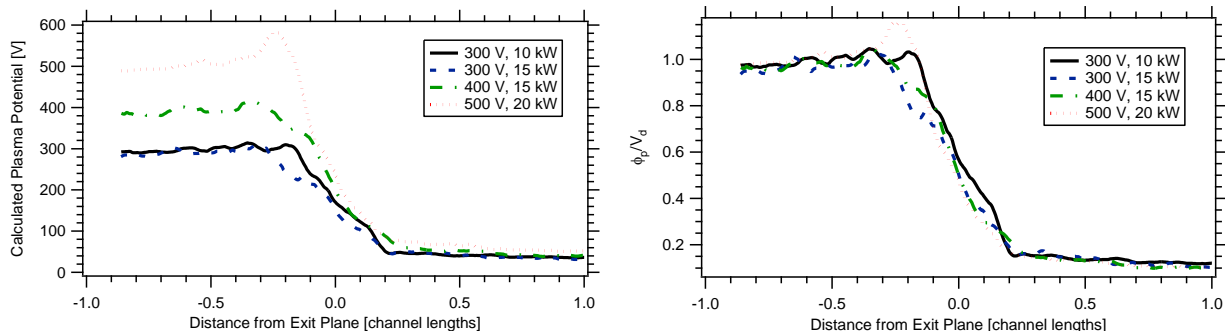 Calculated Plasma Potential [V]
600
500
400
300
200
100
0
300 V, 10 kW
300 V, 15 kW
400 V, 15 kW
500 V, 20 kW
-1.0
-0.5
0.0
0.5
1.0
Distance from Exit Plane [channel lengths]
ϕp/Vd
1.0
0.8
0.6
0.4
0.2
300 V, 10 kW
300 V, 15 kW
400 V, 15 kW
500 V, 20 kW
-1.0
-0.5
0.0
0.5
1.0
Distance from Exit Plane [channel lengths]